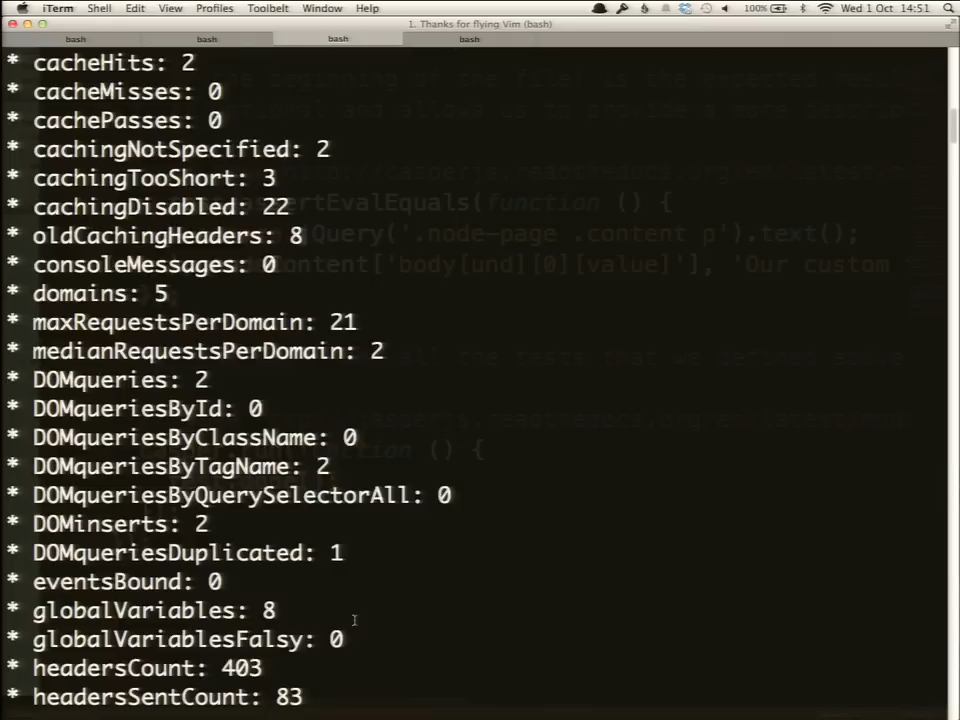 iTerm Shell Edit View Profiles Toolbelt Window Help 100% Wed 1 Oct 14:51
1. Thanks for flying Vim (bash)
bash bash bash bash
* cacheHits: 2
* cacheMisses: 0
* cachePasses: 0
* cachingNotSpecified: 2
* cachingTooShort: 3
* cachingDisabled: 22
* oldCachingHeaders: 8
* consoleMessages: 0
* domains: 5
* maxRequestsPerDomain: 21
* medianRequestsPerDomain: 2
* DOMqueries: 2
* DOMqueriesById: 0
* DOMqueriesByClassName: 0
* DOMqueriesByTagName: 2
* DOMqueriesByQuerySelectorAll: 0
* DOMinserts: 2
* DOMqueriesDuplicated: 1
* eventsBound: 0
* globalVariables: 8
* globalVariablesFalsy: 0
* headersCount: 403
* headersSentCount: 83